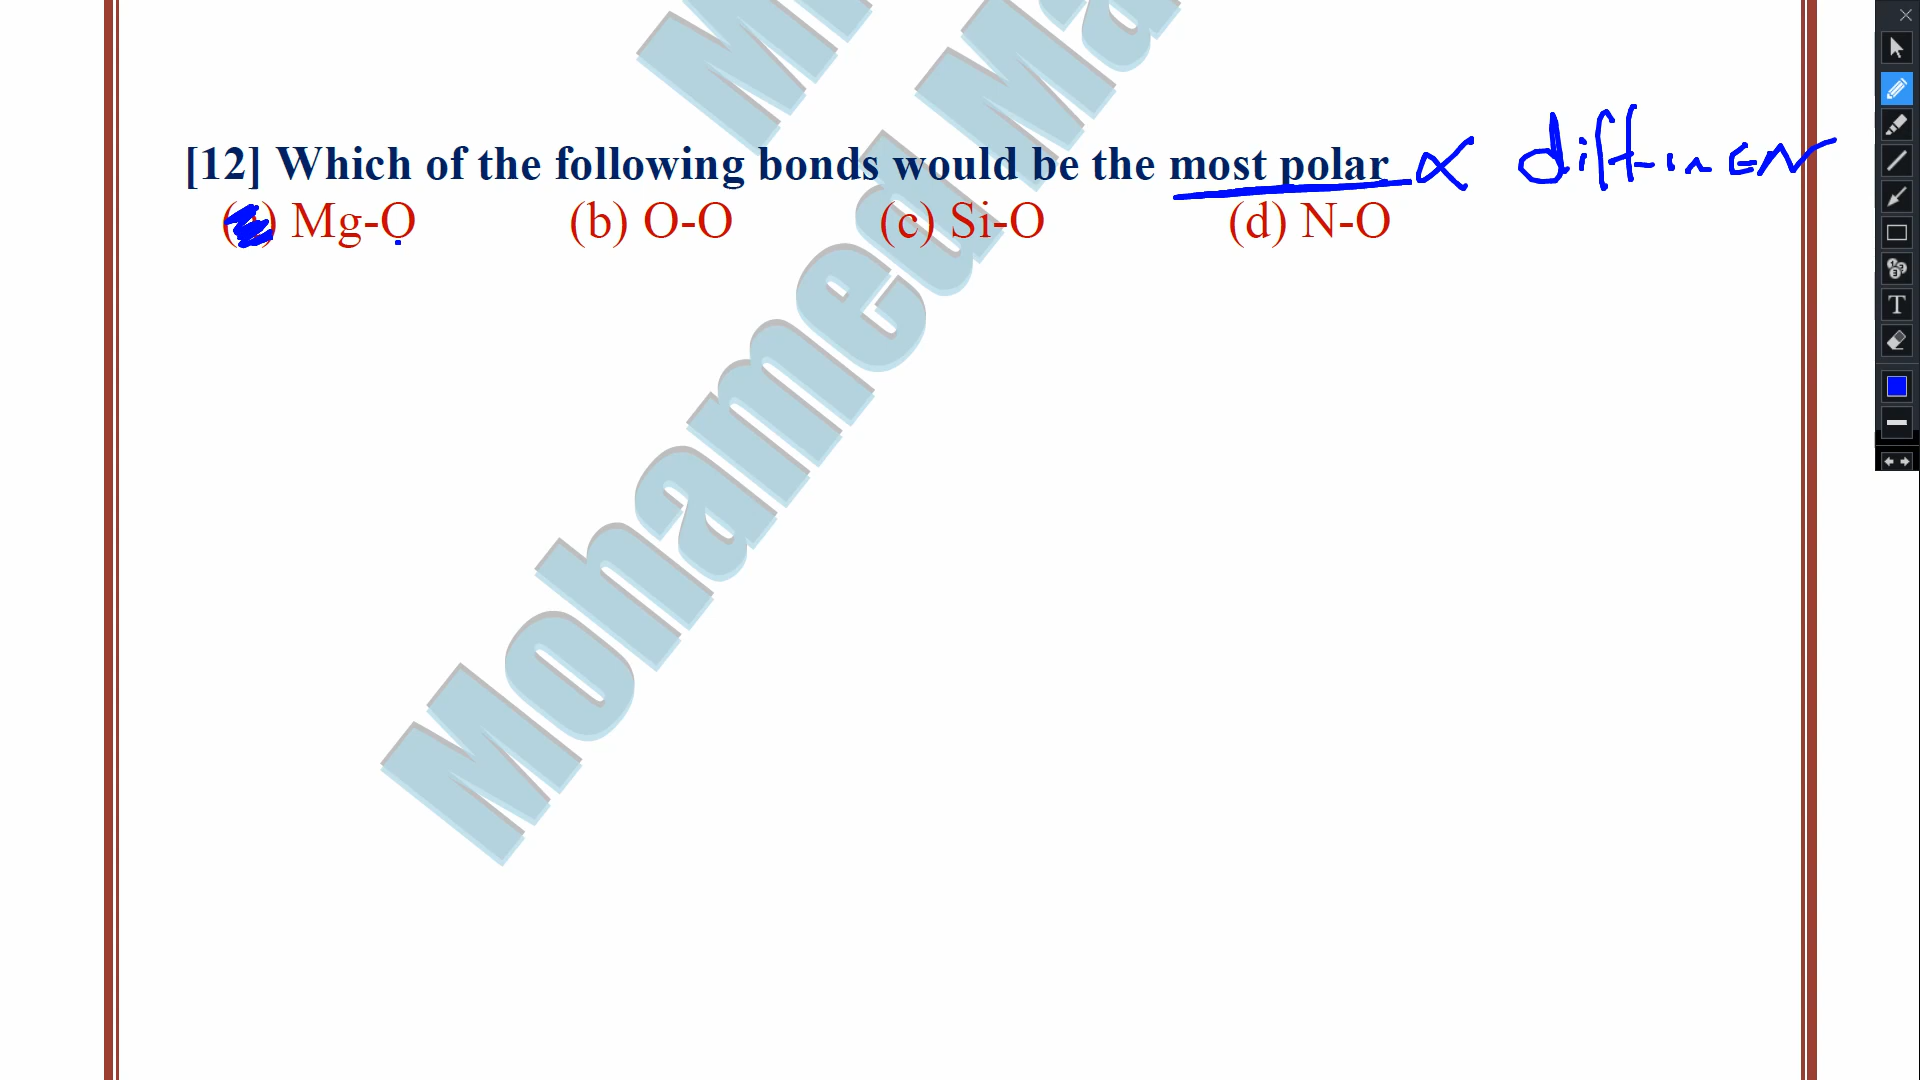 [12] Which of the following bonds would be the most polar ∝ diff in EN
(a) Mg-O (b) O-O (c) Si-O (d) N-O
Mohamed Ma